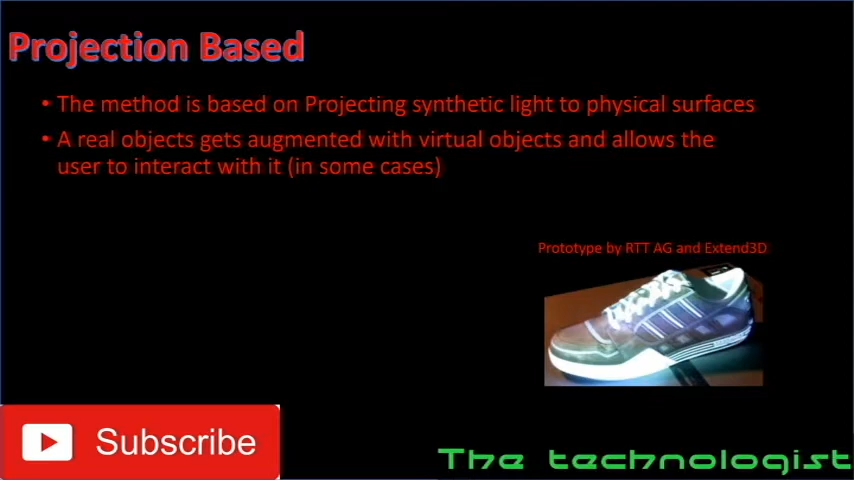 Projection Based
• The method is based on Projecting synthetic light to physical surfaces
• A real objects gets augmented with virtual objects and allows the
user to interact with it (in some cases)
Prototype by RTT AG and Extend3D
Subscribe
The technologist